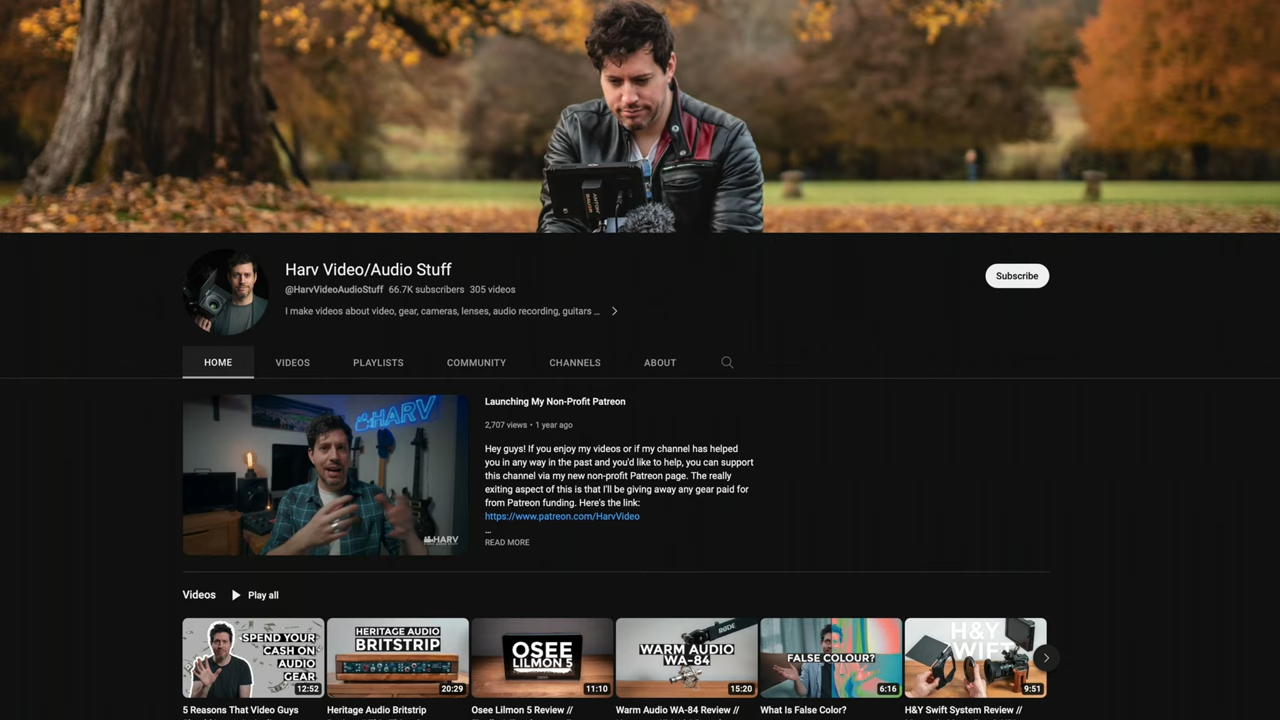 Harv Video/Audio Stuff
@HarvVideoAudioStuff 66.7K subscribers 305 videos
I make videos about video, gear, cameras, lenses, audio recording, guitars ...
Subscribe
HOME VIDEOS PLAYLISTS COMMUNITY CHANNELS ABOUT
HARV
HARV
Launching My Non-Profit Patreon
2,707 views • 1 year ago
Hey guys! If you enjoy my videos or if my channel has helped
you in any way in the past and you'd like to help, you can support
this channel via my new non-profit Patreon page. The really
exiting aspect of this is that I'll be giving away any gear paid for
from Patreon funding. Here's the link:
https://www.patreon.com/HarvVideo
...
READ MORE
Videos Play all
SPEND YOUR
CASH ON
AUDIO
GEAR
12:52
HERITAGE AUDIO
BRITSTRIP
20:29
OSEE
LILMON 5
11:10
RØDE
WARM AUDIO
WA-84
15:20
FALSE COLOUR?
6:16
H&Y
SWIFT
9:51
5 Reasons That Video Guys
Heritage Audio Britstrip
Osee Lilmon 5 Review //
Warm Audio WA-84 Review //
What Is False Color?
H&Y Swift System Review //